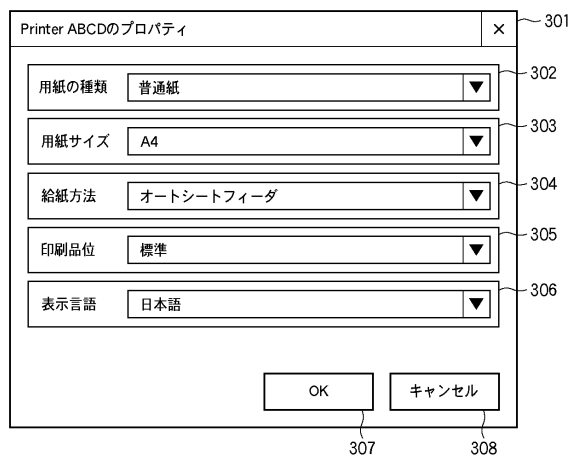 Printer ABCDのプロパティ × 301
用紙の種類 普通紙 ▼ 302
用紙サイズ A4 ▼ 303
給紙方法 オートシートフィーダ ▼ 304
印刷品位 標準 ▼ 305
表示言語 日本語 ▼ 306
OK キャンセル
307 308